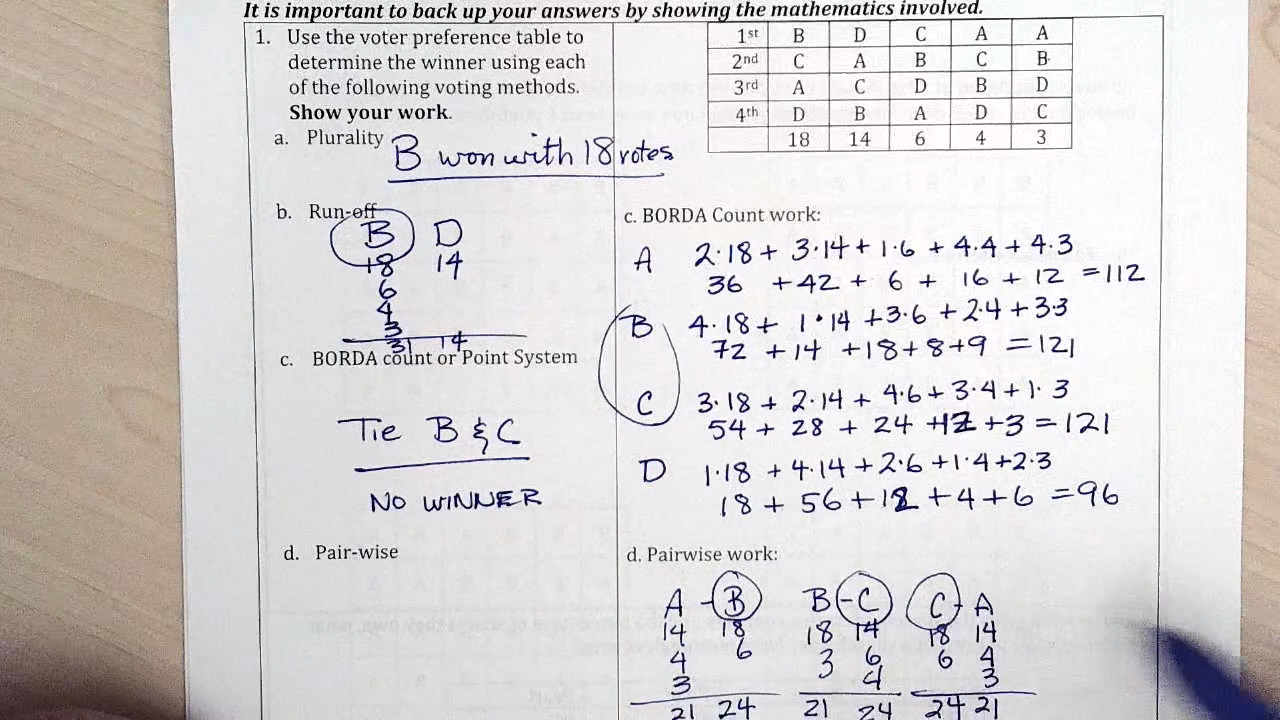 It is important to back up your answers by showing the mathematics involved.
1. Use the voter preference table to
determine the winner using each
of the following voting methods.
Show your work.
1st B D C A A
2nd C A B C B
3rd A C D B D
4th D B A D C
18 14 6 4 3
a. Plurality B won with 18 votes
b. Run-off
B D
18 14
6
4
3
31 14
c. BORDA count or Point System
Tie B & C
NO WINNER
c. BORDA Count work:
A 2·18 + 3·14 + 1·6 + 4·4 + 4·3
36 + 42 + 6 + 16 + 12 = 112
B 4·18 + 1·14 + 3·6 + 2·4 + 3·3
72 + 14 + 18 + 8 + 9 = 121
C 3·18 + 2·14 + 4·6 + 3·4 + 1·3
54 + 28 + 24 + 12 + 3 = 121
D 1·18 + 4·14 + 2·6 + 1·4 + 2·3
18 + 56 + 12 + 4 + 6 = 96
d. Pair-wise
d. Pairwise work:
A - B B - C C - A
14 18 18 14 18 14
4 6 3 6 6 4
3 4 3
21 24 21 24 24 21